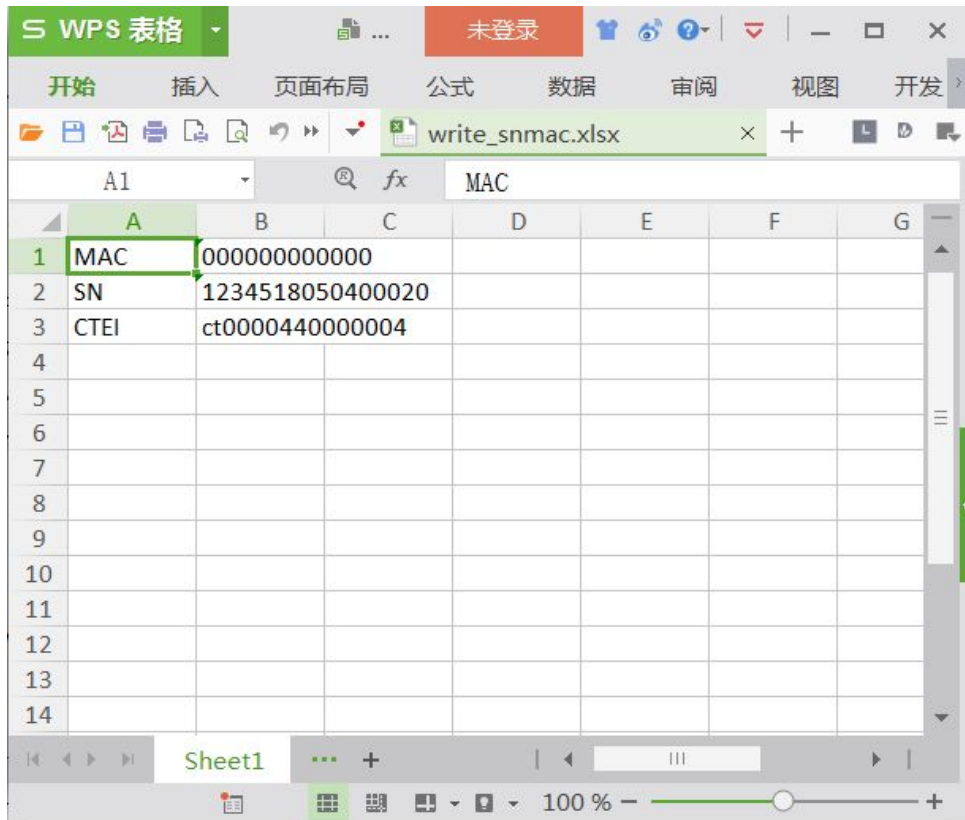 S WPS 表格 ... 未登录
开始 插入 页面布局 公式 数据 审阅 视图 开发
write_snmac.xlsx
A1 fx MAC
A B C D E F G
1 MAC 000000000000
2 SN 1234518050400020
3 CTEI ct0000440000004
4
5
6
7
8
9
10
11
12
13
14
Sheet1 ... +
100 %